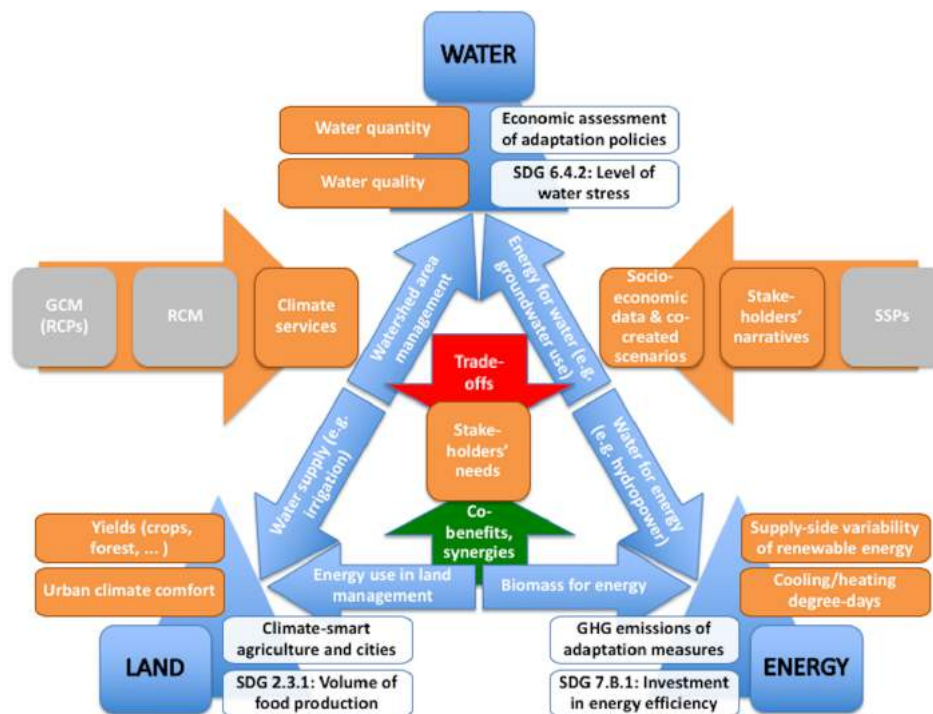 WATER
Water quantity
Economic assessment
of adaptation policies
Water quality
SDG 6.4.2: Level of
water stress
GCM
(RCPs)
RCM
Climate
services
Watershed area
management
Energy for water (e.g.
groundwater use)
Socio-
economic
data & co-
created
scenarios
Stake-
holders'
narratives
SSPs
Trade-
offs
Stake-
holders'
needs
Co-
benefits,
synergies
Water supply (e.g.
irrigation)
Water for energy
(e.g. hydropower)
Yields (crops,
forest, ... )
Urban climate comfort
Energy use in land
management
Biomass for energy
Supply-side variability
of renewable energy
Cooling/heating
degree-days
LAND
Climate-smart
agriculture and cities
SDG 2.3.1: Volume of
food production
GHG emissions of
adaptation measures
SDG 7.B.1: Investment
in energy efficiency
ENERGY